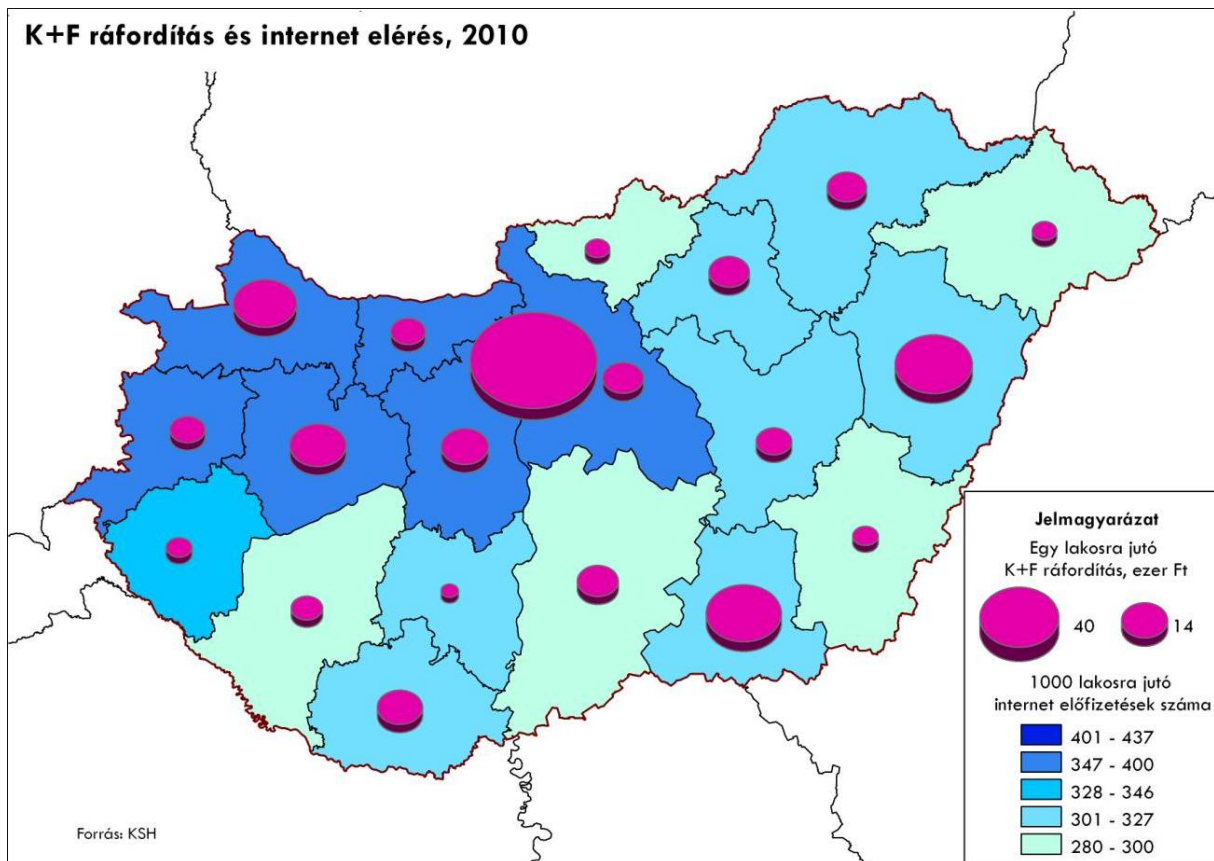 K+F ráfordítás és internet elérés, 2010
Jelmagyarázat
Egy lakosra jutó
K+F ráfordítás, ezer Ft
40 14
1000 lakosra jutó
internet előfizetések száma
401 - 437
347 - 400
328 - 346
301 - 327
280 - 300
Forrás: KSH